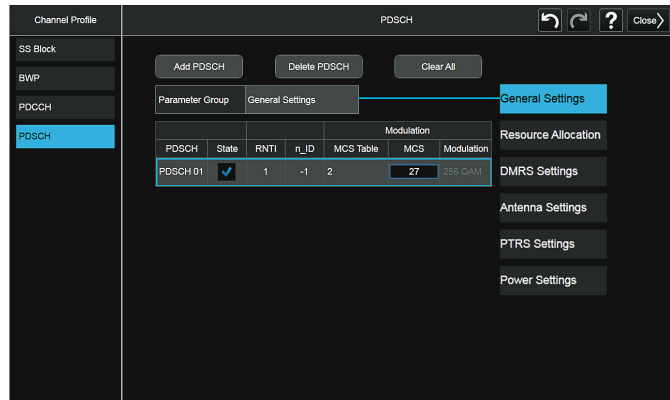 Channel Profile
PDSCH
? Close
SS Block
BWP
PDCCH
PDSCH
Add PDSCH Delete PDSCH Clear All
Parameter Group General Settings
General Settings
Resource Allocation
DMRS Settings
Antenna Settings
PTRS Settings
Power Settings
Modulation
PDSCH State RNTI n_ID MCS Table MCS Modulation
PDSCH 01 1 -1 2 27 256 QAM